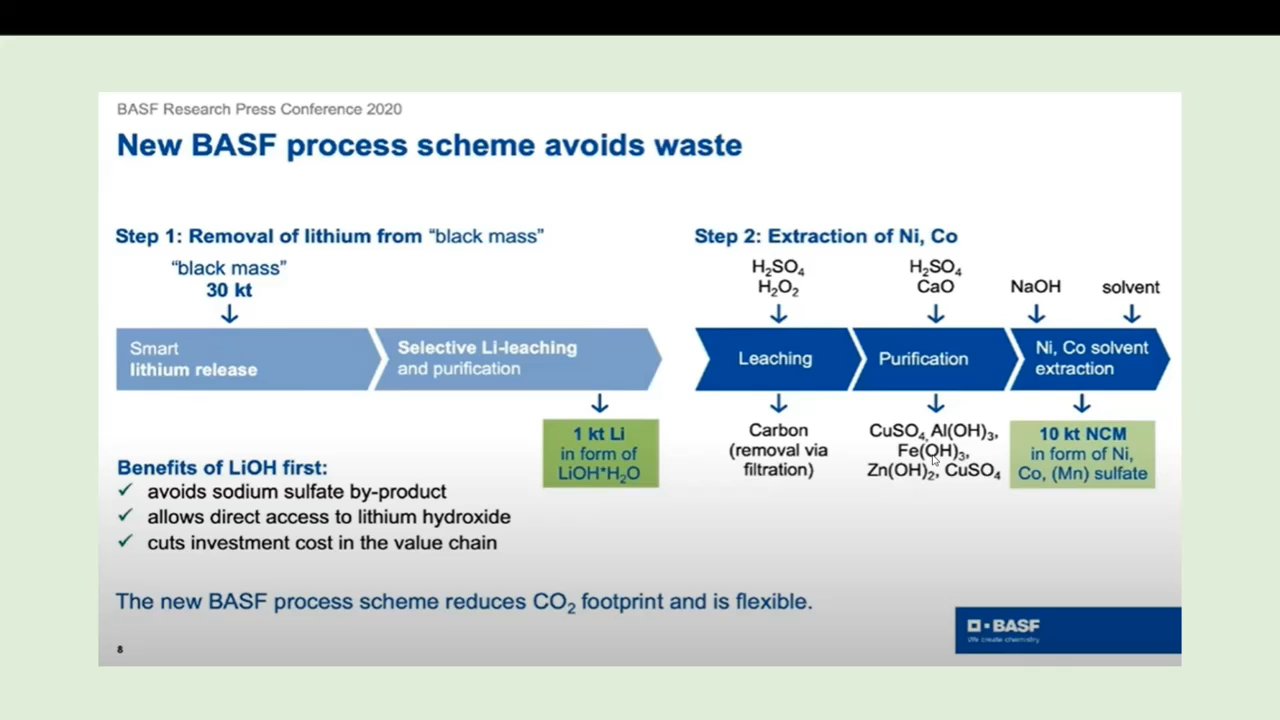 BASF Research Press Conference 2020
New BASF process scheme avoids waste
Step 1: Removal of lithium from “black mass”
“black mass”
30 kt
Smart
lithium release
Selective Li-leaching
and purification
1 kt Li
in form of
LiOH*H₂O
Benefits of LiOH first:
✓ avoids sodium sulfate by-product
✓ allows direct access to lithium hydroxide
✓ cuts investment cost in the value chain
Step 2: Extraction of Ni, Co
H₂SO₄
H₂O₂
H₂SO₄
CaO
NaOH
solvent
Leaching
Purification
Ni, Co solvent
extraction
Carbon
(removal via
filtration)
CuSO₄, Al(OH)₃,
Fe(OH)₃,
Zn(OH)₂, CuSO₄
10 kt NCM
in form of Ni,
Co, (Mn) sulfate
The new BASF process scheme reduces CO₂ footprint and is flexible.
BASF
We create chemistry
8